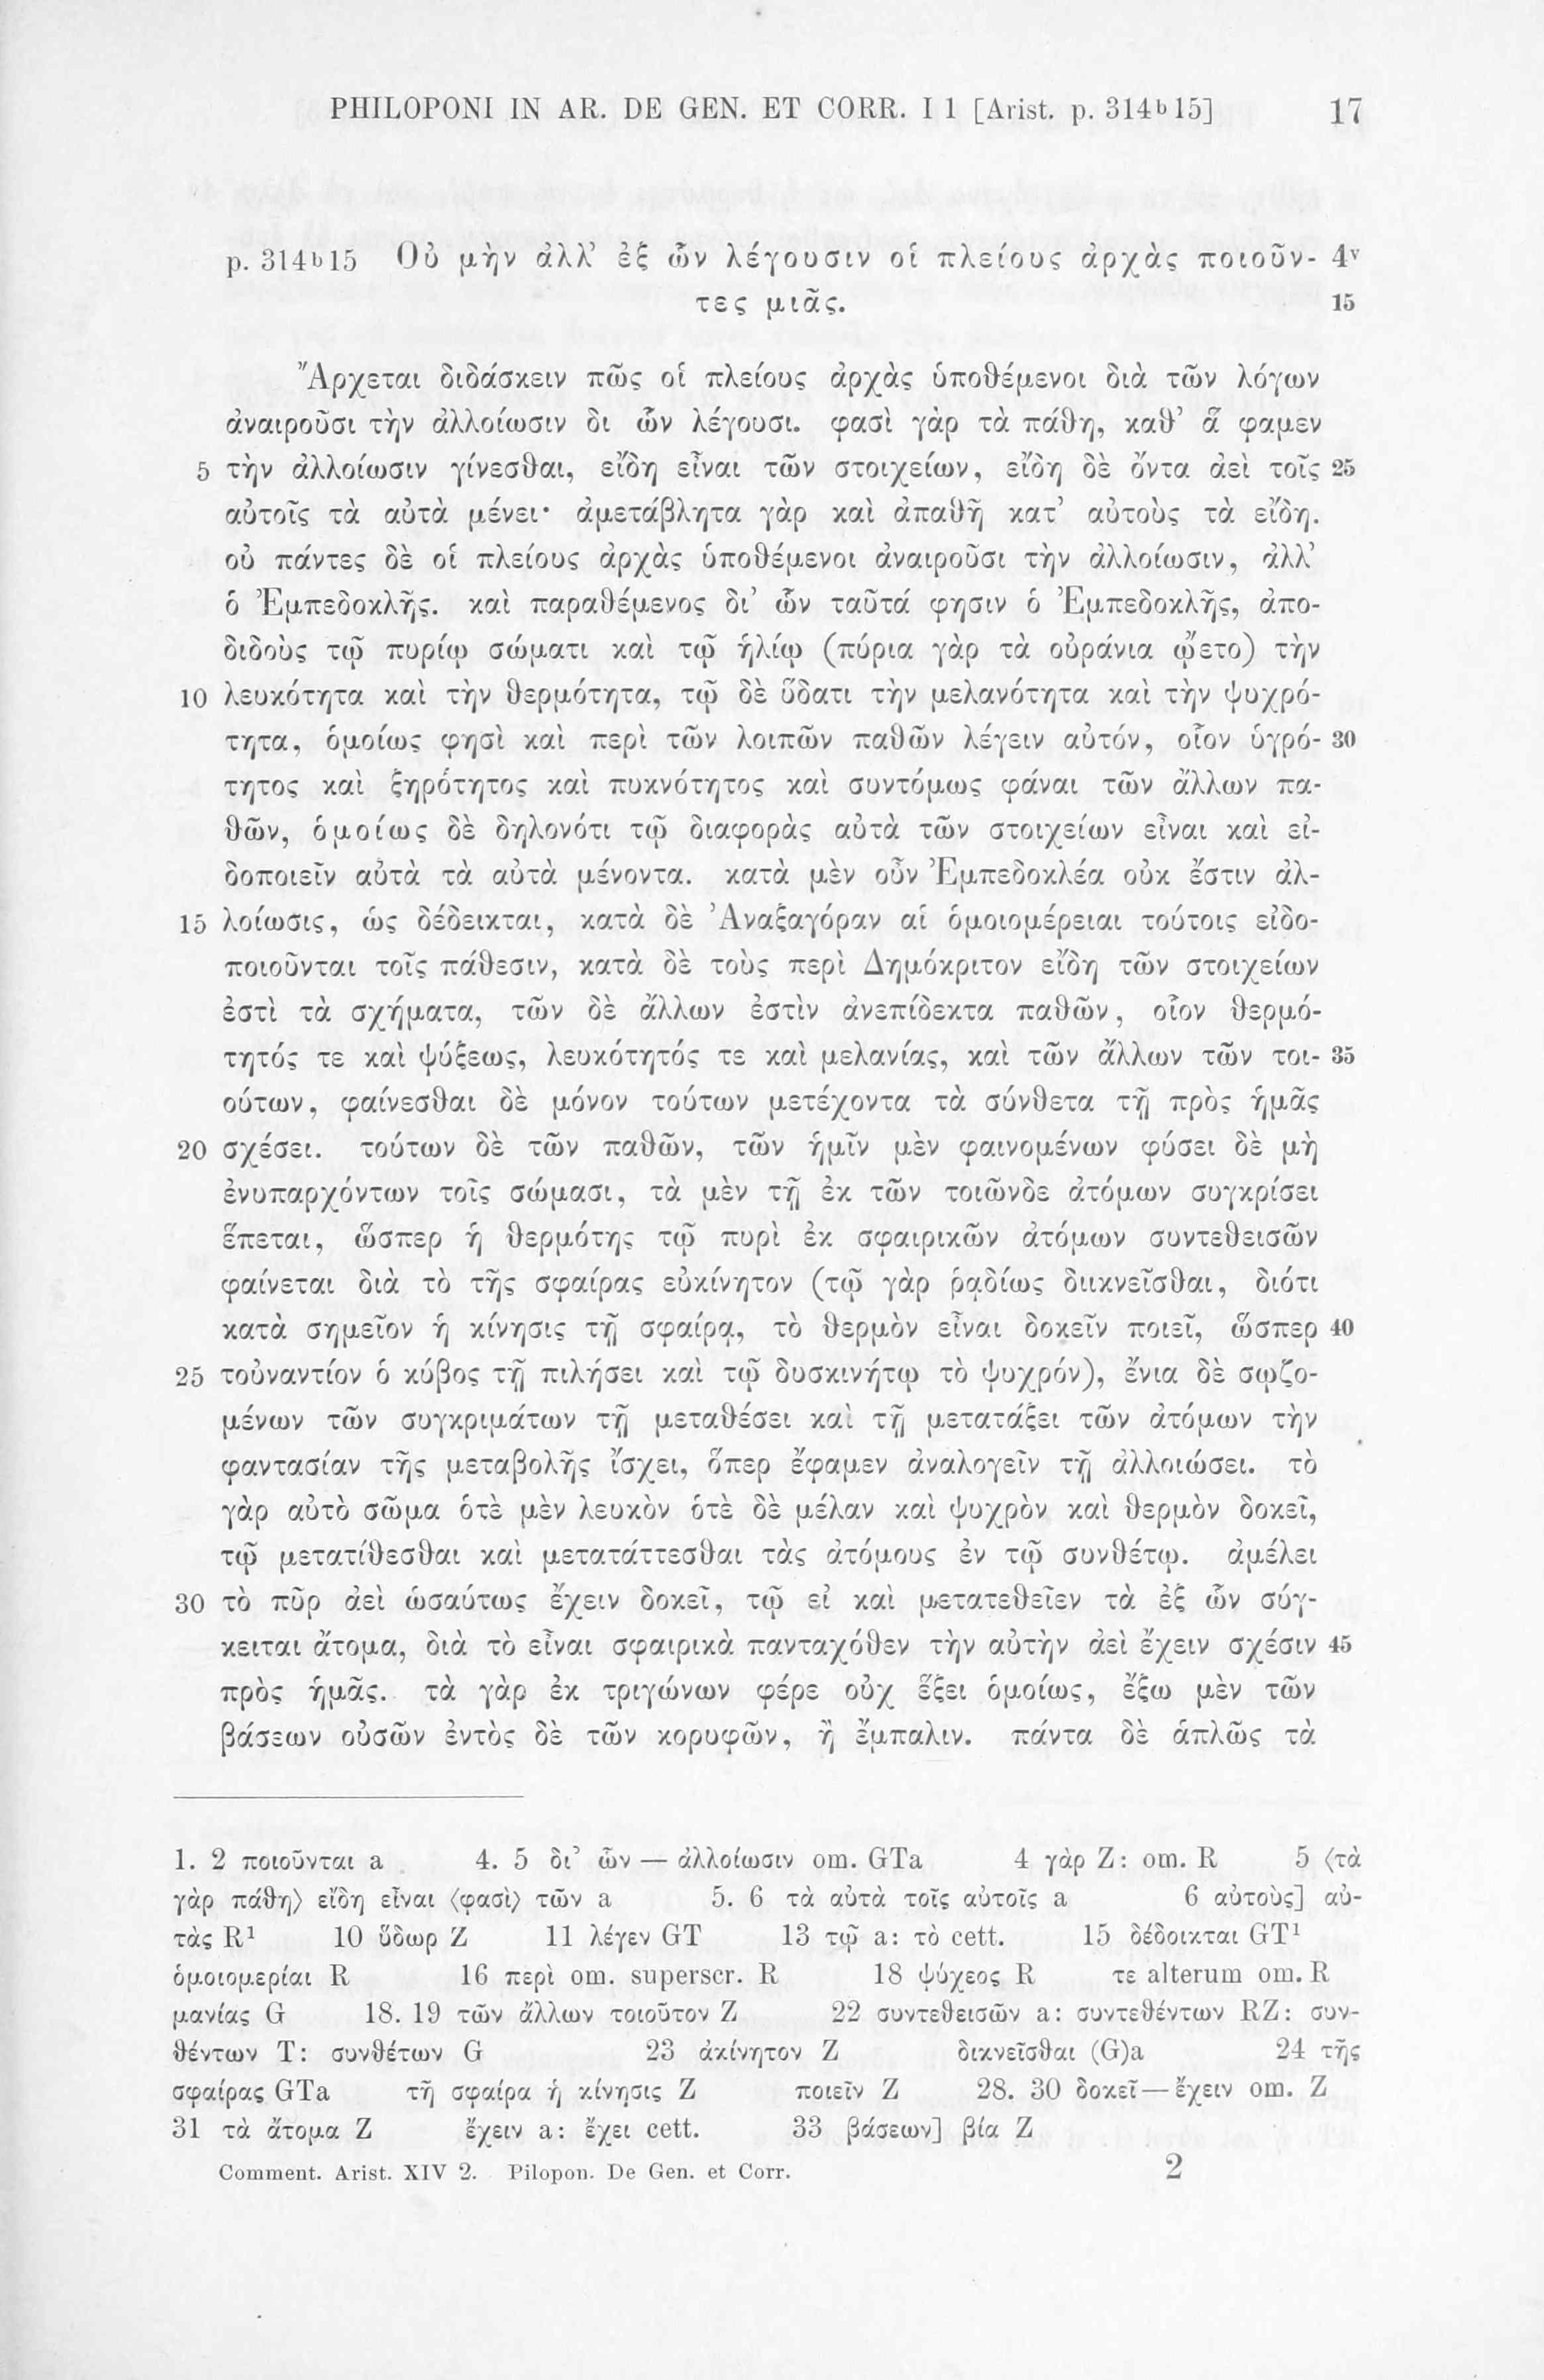 PHILOPONI IN AR. DE GEN. ET CORR. I 1 [Arist. p. 314ᵇ15] 17
p. 314ᵇ15 Οὐ μὴν ἀλλ’ ἐξ ὧν λέγουσιν οἱ πλείους ἀρχὰς ποιοῦν- 4ᵛ
τες μιᾶς. 15
Ἄρχεται διδάσκειν πῶς οἱ πλείους ἀρχὰς ὑποθέμενοι διὰ τῶν λόγων
ἀναιροῦσι τὴν ἀλλοίωσιν δι ὧν λέγουσι. φασὶ γὰρ τὰ πάθη, καθ’ ἅ φαμεν
5 τὴν ἀλλοίωσιν γίνεσθαι, εἴδη εἶναι τῶν στοιχείων, εἴδη δὲ ὄντα ἀεὶ τοῖς 25
αὐτοῖς τὰ αὐτὰ μένει· ἀμετάβλητα γὰρ καὶ ἀπαθῆ κατ’ αὐτοὺς τὰ εἴδη.
οὐ πάντες δὲ οἱ πλείους ἀρχὰς ὑποθέμενοι ἀναιροῦσι τὴν ἀλλοίωσιν, ἀλλ’
ὁ Ἐμπεδοκλῆς. καὶ παραθέμενος δι’ ὧν ταῦτά φησιν ὁ Ἐμπεδοκλῆς, ἀπο-
διδοὺς τῷ πυρίῳ σώματι καὶ τῷ ἡλίῳ (πύρια γὰρ τὰ οὐράνια ᾤετο) τὴν
10 λευκότητα καὶ τὴν θερμότητα, τῷ δὲ ὕδατι τὴν μελανότητα καὶ τὴν ψυχρό-
τητα, ὁμοίως φησὶ καὶ περὶ τῶν λοιπῶν παθῶν λέγειν αὐτόν, οἷον ὑγρό- 30
τητος καὶ ξηρότητος καὶ πυκνότητος καὶ συντόμως φάναι τῶν ἄλλων πα-
θῶν, ὁμοίως δὲ δηλονότι τῷ διαφορὰς αὐτὰ τῶν στοιχείων εἶναι καὶ εἰ-
δοποιεῖν αὐτὰ τὰ αὐτὰ μένοντα. κατὰ μὲν οὖν Ἐμπεδοκλέα οὐκ ἔστιν ἀλ-
15 λοίωσις, ὡς δέδεικται, κατὰ δὲ Ἀναξαγόραν αἱ ὁμοιομέρειαι τούτοις εἰδο-
ποιοῦνται τοῖς πάθεσιν, κατὰ δὲ τοὺς περὶ Δημόκριτον εἴδη τῶν στοιχείων
ἐστὶ τὰ σχήματα, τῶν δὲ ἄλλων ἐστὶν ἀνεπίδεκτα παθῶν, οἷον θερμό-
τητός τε καὶ ψύξεως, λευκότητός τε καὶ μελανίας, καὶ τῶν ἄλλων τῶν τοι- 35
ούτων, φαίνεσθαι δὲ μόνον τούτων μετέχοντα τὰ σύνθετα τῇ πρὸς ἡμᾶς
20 σχέσει. τούτων δὲ τῶν παθῶν, τῶν ἡμῖν μὲν φαινομένων φύσει δὲ μὴ
ἐνυπαρχόντων τοῖς σώμασι, τὰ μὲν τῇ ἐκ τῶν τοιῶνδε ἀτόμων συγκρίσει
ἕπεται, ὥσπερ ἡ θερμότης τῷ πυρὶ ἐκ σφαιρικῶν ἀτόμων συντεθεισῶν
φαίνεται διὰ τὸ τῆς σφαίρας εὐκίνητον (τῷ γὰρ ῥᾳδίως διικνεῖσθαι, διότι
κατὰ σημεῖον ἡ κίνησις τῇ σφαίρᾳ, τὸ θερμὸν εἶναι δοκεῖν ποιεῖ, ὥσπερ 40
25 τοὐναντίον ὁ κύβος τῇ πιλήσει καὶ τῷ δυσκινήτῳ τὸ ψυχρόν), ἔνια δὲ σῳζο-
μένων τῶν συγκριμάτων τῇ μεταθέσει καὶ τῇ μετατάξει τῶν ἀτόμων τὴν
φαντασίαν τῆς μεταβολῆς ἴσχει, ὅπερ ἔφαμεν ἀναλογεῖν τῇ ἀλλοιώσει. τὸ
γὰρ αὐτὸ σῶμα ὁτὲ μὲν λευκὸν ὁτὲ δὲ μέλαν καὶ ψυχρὸν καὶ θερμὸν δοκεῖ,
τῷ μετατίθεσθαι καὶ μετατάττεσθαι τὰς ἀτόμους ἐν τῷ συνθέτῳ. ἀμέλει
30 τὸ πῦρ ἀεὶ ὡσαύτως ἔχειν δοκεῖ, τῷ εἰ καὶ μετατεθεῖεν τὰ ἐξ ὧν σύγ-
κειται ἄτομα, διὰ τὸ εἶναι σφαιρικὰ πανταχόθεν τὴν αὐτὴν ἀεὶ ἔχειν σχέσιν 45
πρὸς ἡμᾶς. τὰ γὰρ ἐκ τριγώνων φέρε οὐχ ἕξει ὁμοίως, ἔξω μὲν τῶν
βάσεων οὐσῶν ἐντὸς δὲ τῶν κορυφῶν, ἢ ἔμπαλιν. πάντα δὲ ἁπλῶς τὰ
1. 2 ποιοῦνται a 4. 5 δι’ ὧν — ἀλλοίωσιν om. GTa 4 γὰρ Z: om. R 5 ⟨τὰ
γὰρ πάθη⟩ εἴδη εἶναι ⟨φασὶ⟩ τῶν a 5. 6 τὰ αὐτὰ τοῖς αὐτοῖς a 6 αὐτοὺς] αὐ-
τὰς R¹ 10 ὕδωρ Z 11 λέγεν GT 13 τῷ a: τὸ cett. 15 δέδοικται GT¹
ὁμοιομερίαι R 16 περὶ om. superscr. R 18 ψύχεος R τε alterum om. R
μανίας G 18. 19 τῶν ἄλλων τοιοῦτον Z 22 συντεθεισῶν a: συντεθέντων RZ: συν-
θέντων T: συνθέτων G 23 ἀκίνητον Z δικνεῖσθαι (G)a 24 τῆς
σφαίρας GTa τῆ σφαίρα ἡ κίνησις Z ποιεῖν Z 28. 30 δοκεῖ — ἔχειν om. Z
31 τὰ ἄτομα Z ἔχειν a: ἔχει cett. 33 βάσεων] βία Z
Comment. Arist. XIV 2. Pilopon. De Gen. et Corr. 2